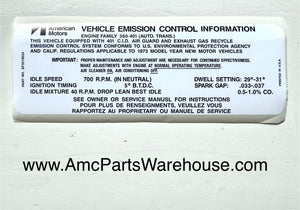 American Motors
VEHICLE EMISSION CONTROL INFORMATION
ENGINE FAMILY 360-401 (AUTO. TRANS.)
THIS VEHICLE EQUIPPED WITH 401 C.I.D. AIR GUARD AND EXHAUST GAS RECYCLE
EMISSION CONTROL SYSTEM CONFORMS TO U.S. ENVIRONMENTAL PROTECTION AGENCY
AND CALIF. REGULATIONS APPLICABLE TO 1973 MODEL YEAR NEW MOTOR VEHICLES
IMPORTANT: PROPER MAINTENANCE AND ADJUSTMENT ARE NECESSARY FOR CONTINUED EFFECTIVENESS.
MAKE ADJUSTMENTS WITH ENGINE AT NORMAL OPERATING TEMPERATURE,
AIR CLEANER ON
IDLE SPEED 700 R.P.M. (IN NEUTRAL) DWELL SETTING: 29°-31°
IGNITION TIMING 5° B.T.D.C. SPARK GAP: .033-.037
IDLE MIXTURE 40 R.P.M. DROP LEAN BEST IDLE 0.5-1.0% CO.
SEE OWNER OR SERVICE MANUAL FOR INSTRUCTIONS
POUR PLUS DE RENSEIGNEMENTS, VEUILLEZ VOUS
RAPPORTEZ AU PROPRIETAIRE OU MANUEL DE SERVICE
PRINTED IN U.S.A.
www.AmcPartsWarehouse.com